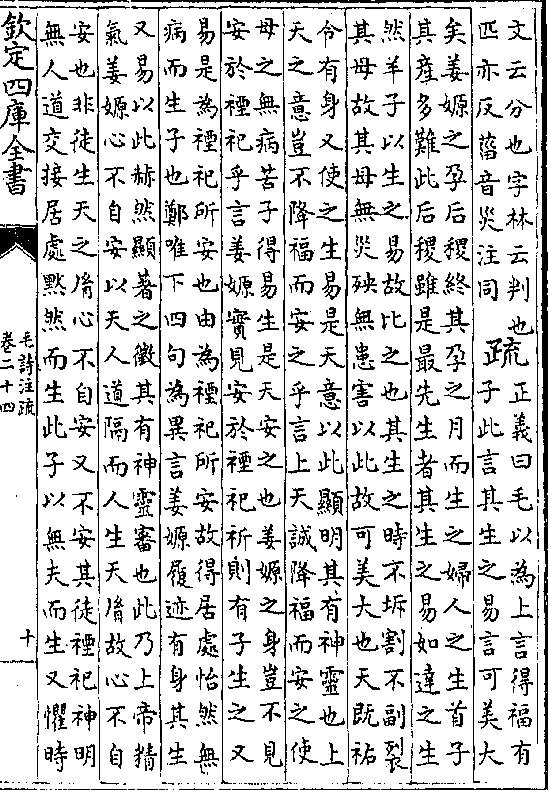 文云分也字林云判也
匹亦反菑音災注同
疏
正義曰毛以為上言得福有
子此言其生之易言可美大
矣姜嫄之孕后稷終其孕之月而生之婦人之生首子
其產多難此后稷雖是最先生者其生之易如達之生
然羊子以生之易故比之也其生之時不坼割不副裂
其母故其母無災殃無患害以此故可美大也天既祐
令有身又使之生易是天意以此顯明其有神靈也上
天之意豈不降福而安之乎言上天誠降福而安之使
母之無病苦子得易生是天安之也姜嫄之身豈不見
安於禋祀乎言姜嫄實見安於禋祀祈則有子生之又
易是為禋祀所安也由為禋祀所安故得居處怡然無
病而生子也鄭唯下四句為異言姜嫄履迹有身其生
又易以此赫然顯著之徵其有神靈審也此乃上帝精
氣姜嫄心不自安以天人道隔而人生天胤故心不自
安也非徒生天之胤心不自安又不安其徒禋祀神明
無人道交接居處默然而生此子以無夫而生又懼時
欽定四庫全書
毛詩注疏
卷二十四
十